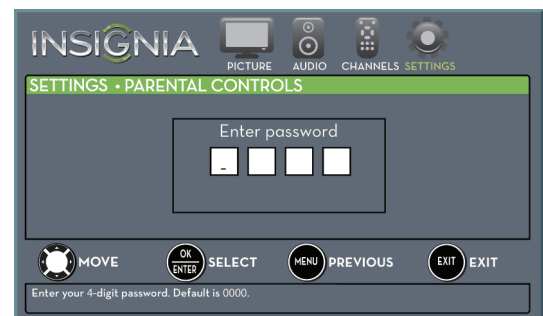 INSIGNIA
PICTURE AUDIO CHANNELS SETTINGS
SETTINGS • PARENTAL CONTROLS
Enter password
_
MOVE OK ENTER SELECT MENU PREVIOUS EXIT EXIT
Enter your 4-digit password. Default is 0000.